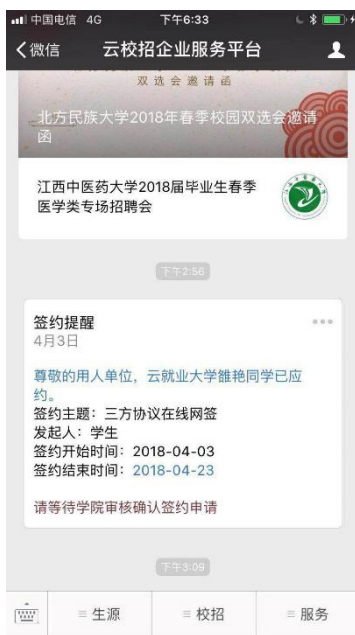 中国电信 4G 下午6:33
微信 云校招企业服务平台
双选会邀请函
北方民族大学2018年春季校园双选会邀请
函
江西中医药大学2018届毕业生春季
医学类专场招聘会
下午2:56
签约提醒
4月3日
尊敬的用人单位，云就业大学雒艳同学已应
约。
签约主题：三方协议在线网签
发起人：学生
签约开始时间：2018-04-03
签约结束时间：2018-04-23
请等待学院审核确认签约申请
下午3:09
生源 校招 服务